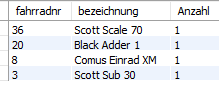 fahrradnr bezeichnung Anzahl
36 Scott Scale 70 1
20 Black Adder 1 1
8 Comus Einrad XM 1
3 Scott Sub 30 1